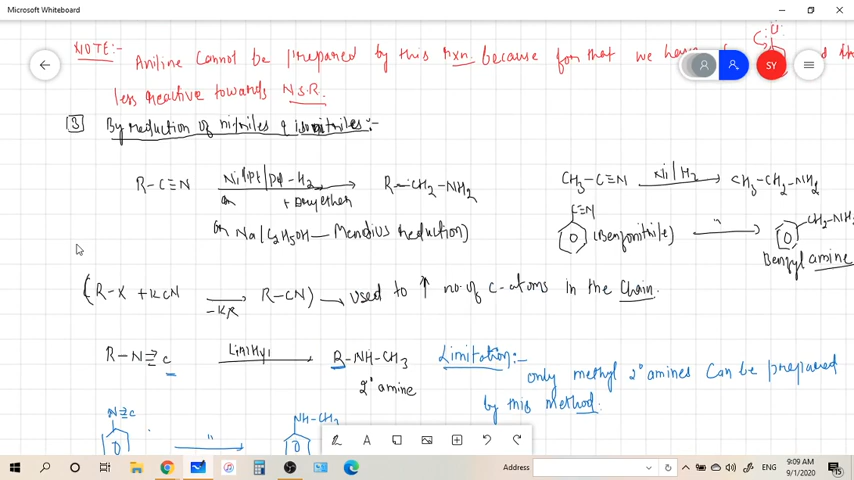 Microsoft Whiteboard
NOTE:- Aniline Cannot be prepared by this rxn. because for that we have
less reactive towards N.S.R.
SY
3 By reduction of nitriles & isonitriles:-
R-C≡N Ni/Pt/Pd-H2 R-CH2-NH2 CH3-C≡N Ni/H2 CH3-CH2-NH2
or + Dry ether
or Na/C2H5OH - Mendius reduction) C≡N (Benzonitrile) " CH2-NH2
Benzyl amine
(R-X + KCN -KX R-CN) → used to ↑ no. of C-atoms in the Chain.
R-N≡C LiAlH4 R-NH-CH3 Limitation:-
2° amine only methyl 2° amines Can be prepared
by this method.
N≡C " NH-CH3
Address
ENG
9:09 AM
9/1/2020
15